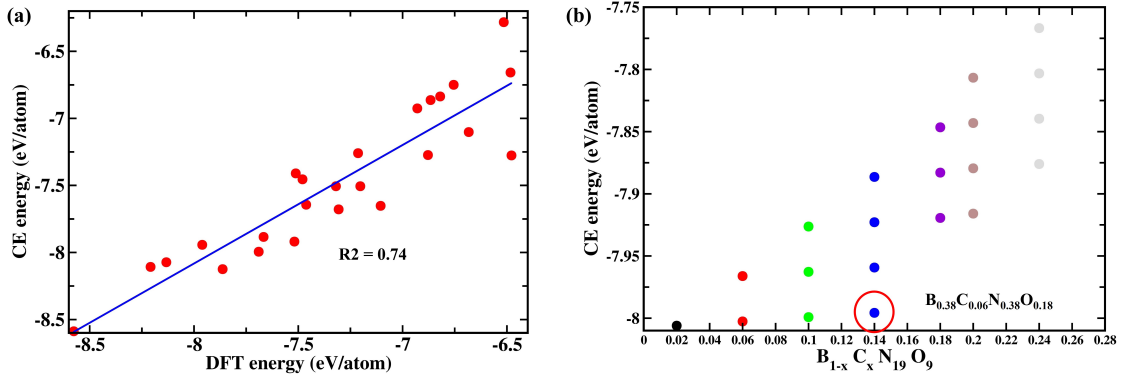 (a)
CE energy (eV/atom)
-6.5
-7
-7.5
-8
-8.5
R2 = 0.74
-8.5 -8 -7.5 -7 -6.5
DFT energy (eV/atom)
(b)
CE energy (eV/atom)
-7.75
-7.8
-7.85
-7.9
-7.95
-8
B0.38C0.06N0.38O0.18
0 0.02 0.04 0.06 0.08 0.1 0.12 0.14 0.16 0.18 0.2 0.22 0.24 0.26 0.28
B1-x Cx N19 O9